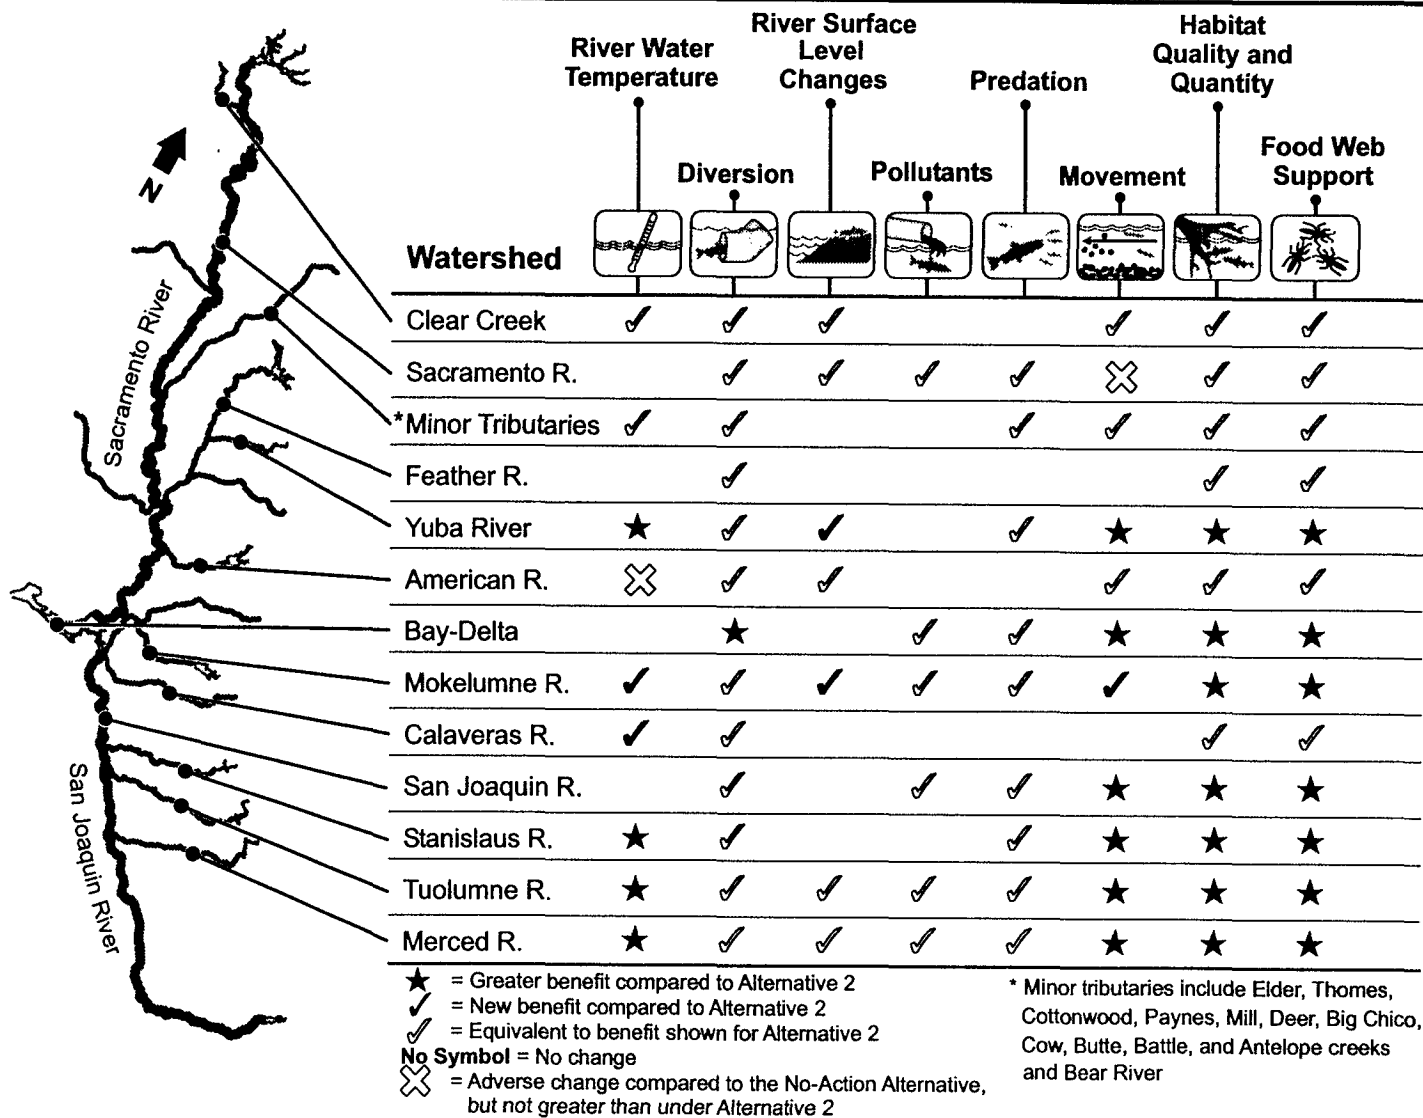 River Water
Temperature
River Surface
Level
Changes
Predation
Habitat
Quality and
Quantity
Diversion
Pollutants
Movement
Food Web
Support
Watershed
N
Sacramento River
San Joaquin River
Clear Creek
Sacramento R.
*Minor Tributaries
Feather R.
Yuba River
American R.
Bay-Delta
Mokelumne R.
Calaveras R.
San Joaquin R.
Stanislaus R.
Tuolumne R.
Merced R.
★ = Greater benefit compared to Alternative 2
✓ = New benefit compared to Alternative 2
✓ = Equivalent to benefit shown for Alternative 2
No Symbol = No change
= Adverse change compared to the No-Action Alternative,
but not greater than under Alternative 2
* Minor tributaries include Elder, Thomes,
Cottonwood, Paynes, Mill, Deer, Big Chico,
Cow, Butte, Battle, and Antelope creeks
and Bear River